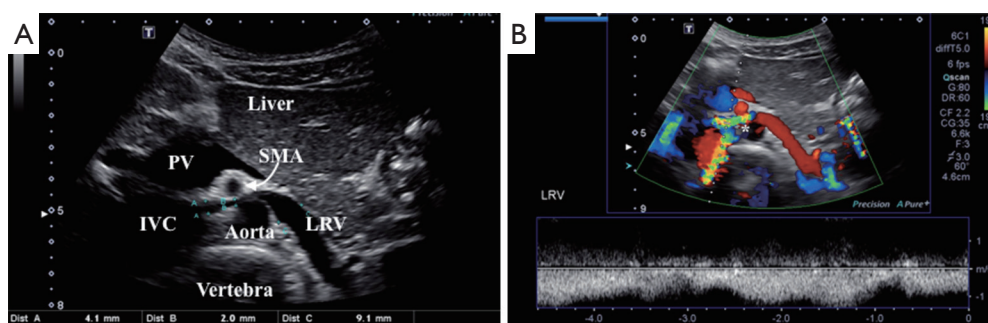 A
T
0
Liver
PV
SMA
5
IVC
Aorta
LRV
Vertebra
8
Dist A 4.1 mm Dist B 2.0 mm Dist C 9.1 mm
Precision A Pure+
B
T
0
6C1
diffT5.0
6 fps
Qscan
G:80
DR:60
CF 2.2
CG:35
6.6k
F:3
3.0
60°
4.6cm
5
*
LRV
9
Precision A Pure+
1
m/
-1
-4.0 -3.0 -2.0 -1.0 0